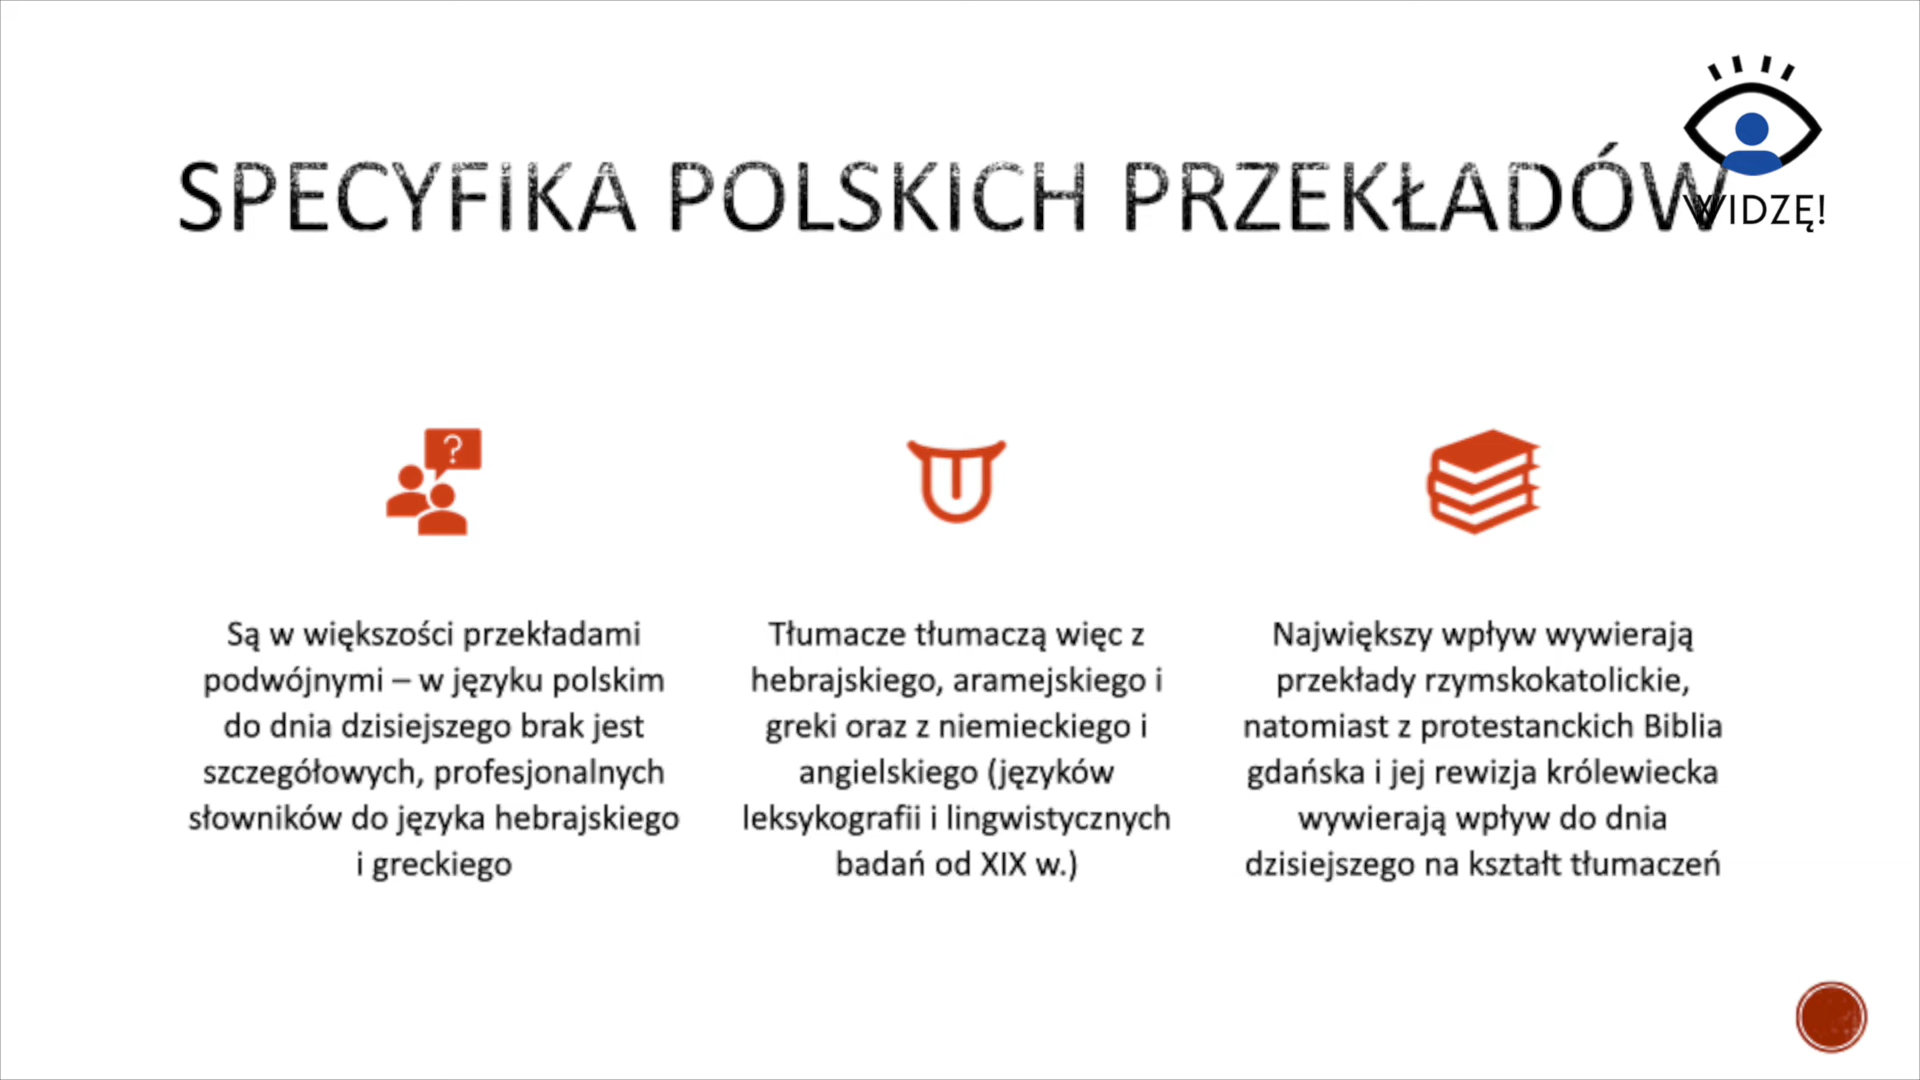 SPECYFIKA POLSKICH PRZEKŁADÓW
WIDZĘ!
?
Są w większości przekładami
podwójnymi – w języku polskim
do dnia dzisiejszego brak jest
szczegółowych, profesjonalnych
słowników do języka hebrajskiego
i greckiego
Tłumacze tłumaczą więc z
hebrajskiego, aramejskiego i
greki oraz z niemieckiego i
angielskiego (języków
leksykografii i lingwistycznych
badań od XIX w.)
Największy wpływ wywierają
przekłady rzymskokatolickie,
natomiast z protestanckich Biblia
gdańska i jej rewizja królewiecka
wywierają wpływ do dnia
dzisiejszego na kształt tłumaczeń